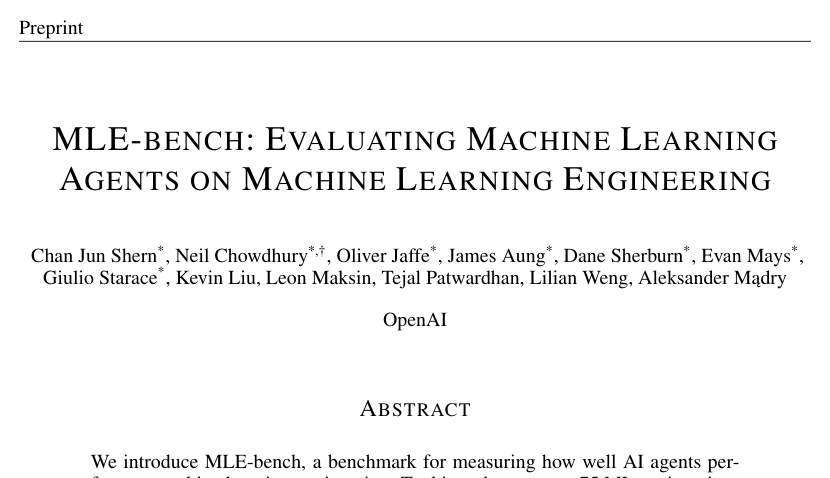 Preprint
MLE-BENCH: EVALUATING MACHINE LEARNING
AGENTS ON MACHINE LEARNING ENGINEERING
Chan Jun Shern*, Neil Chowdhury*,†, Oliver Jaffe*, James Aung*, Dane Sherburn*, Evan Mays*,
Giulio Starace*, Kevin Liu, Leon Maksin, Tejal Patwardhan, Lilian Weng, Aleksander Mądry
OpenAI
ABSTRACT
We introduce MLE-bench, a benchmark for measuring how well AI agents per-